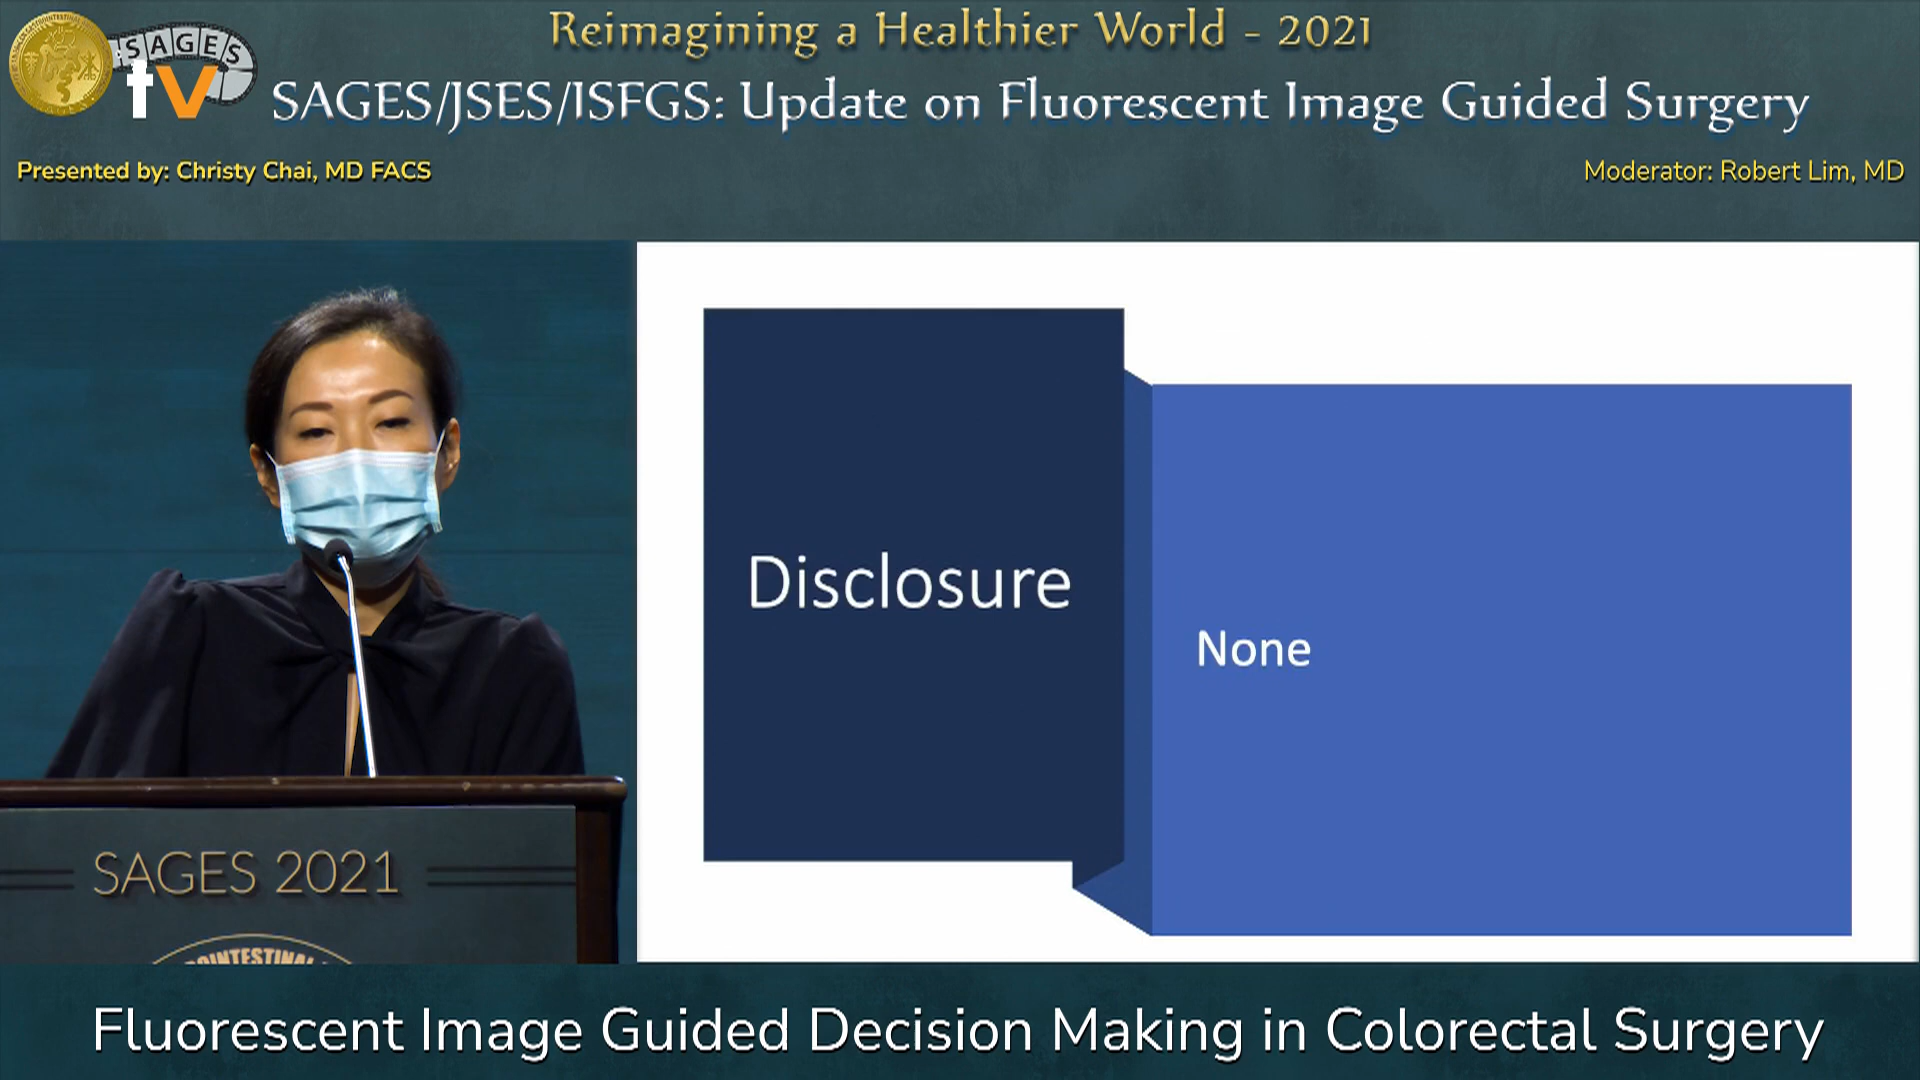 Reimagining a Healthier World - 2021
SAGES
tv
SAGES/JSES/ISFGS: Update on Fluorescent Image Guided Surgery
Presented by: Christy Chai, MD FACS
Moderator: Robert Lim, MD
Disclosure
None
SAGES 2021
Fluorescent Image Guided Decision Making in Colorectal Surgery